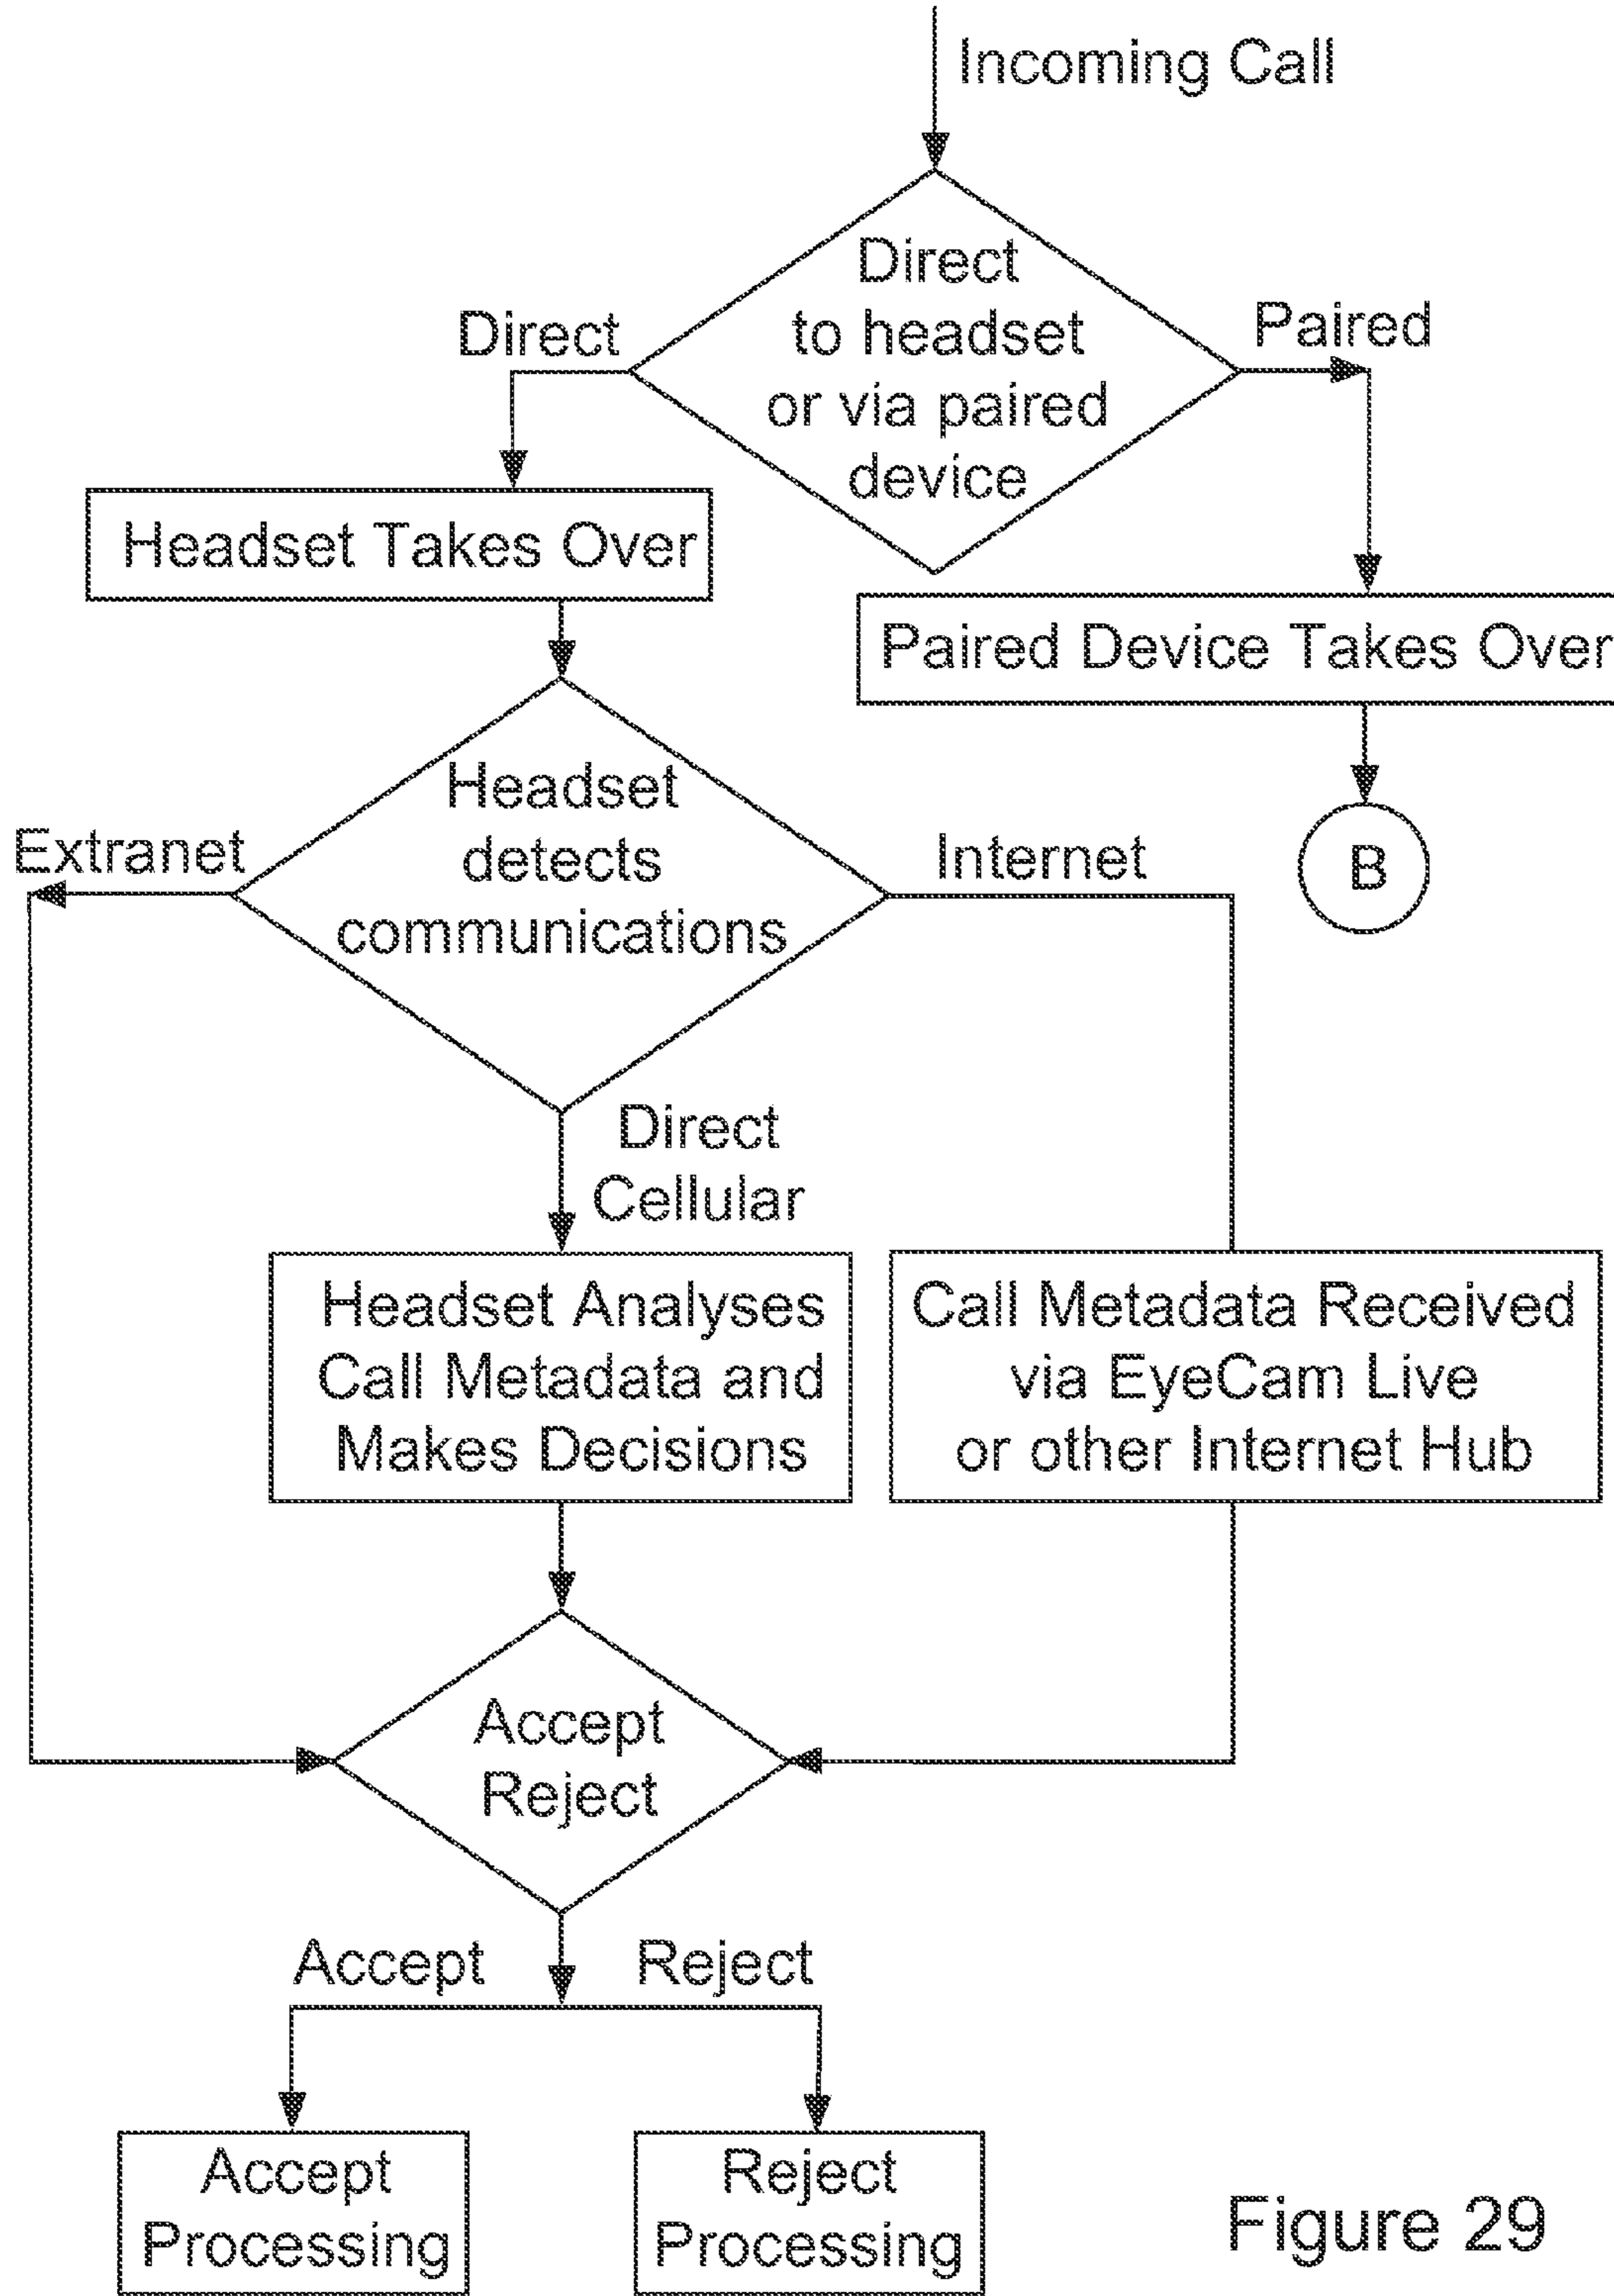 Incoming Call
Direct
to headset
or via paired
device
Direct
Paired
Headset Takes Over
Paired Device Takes Over
B
Headset
detects
communications
Extranet
Internet
Direct
Cellular
Headset Analyses
Call Metadata and
Makes Decisions
Call Metadata Received
via EyeCam Live
or other Internet Hub
Accept
Reject
Accept
Reject
Accept
Processing
Reject
Processing
Figure 29